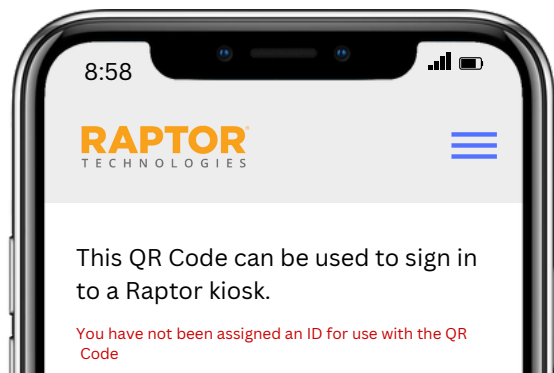 8:58
RAPTOR
TECHNOLOGIES
This QR Code can be used to sign in
to a Raptor kiosk.
You have not been assigned an ID for use with the QR
Code